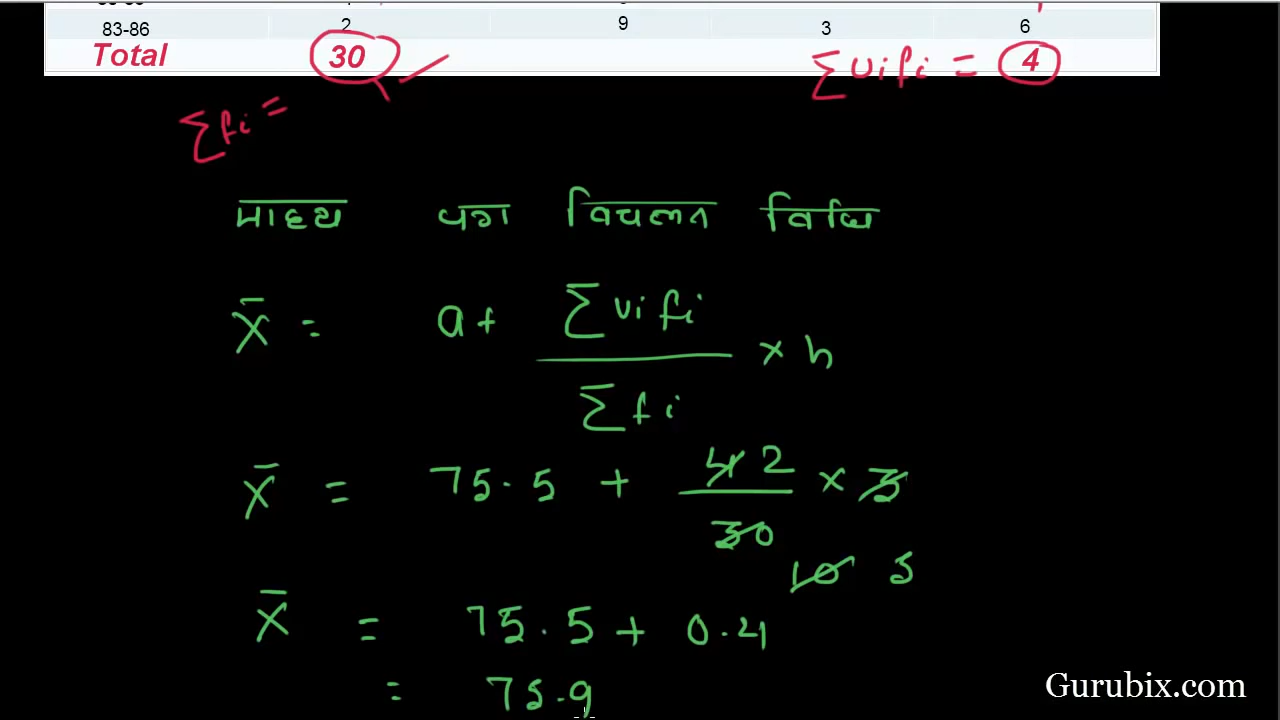 83-86 2 9 3 6
Total 30 Σuifi = 4
Σfi =
माध्य पग विचलन विधि
X̄ = a + Σuifi / Σfi × h
X̄ = 75.5 + 4 2 / 30 × 3
10 5
X̄ = 75.5 + 0.4
= 75.9
Gurubix.com